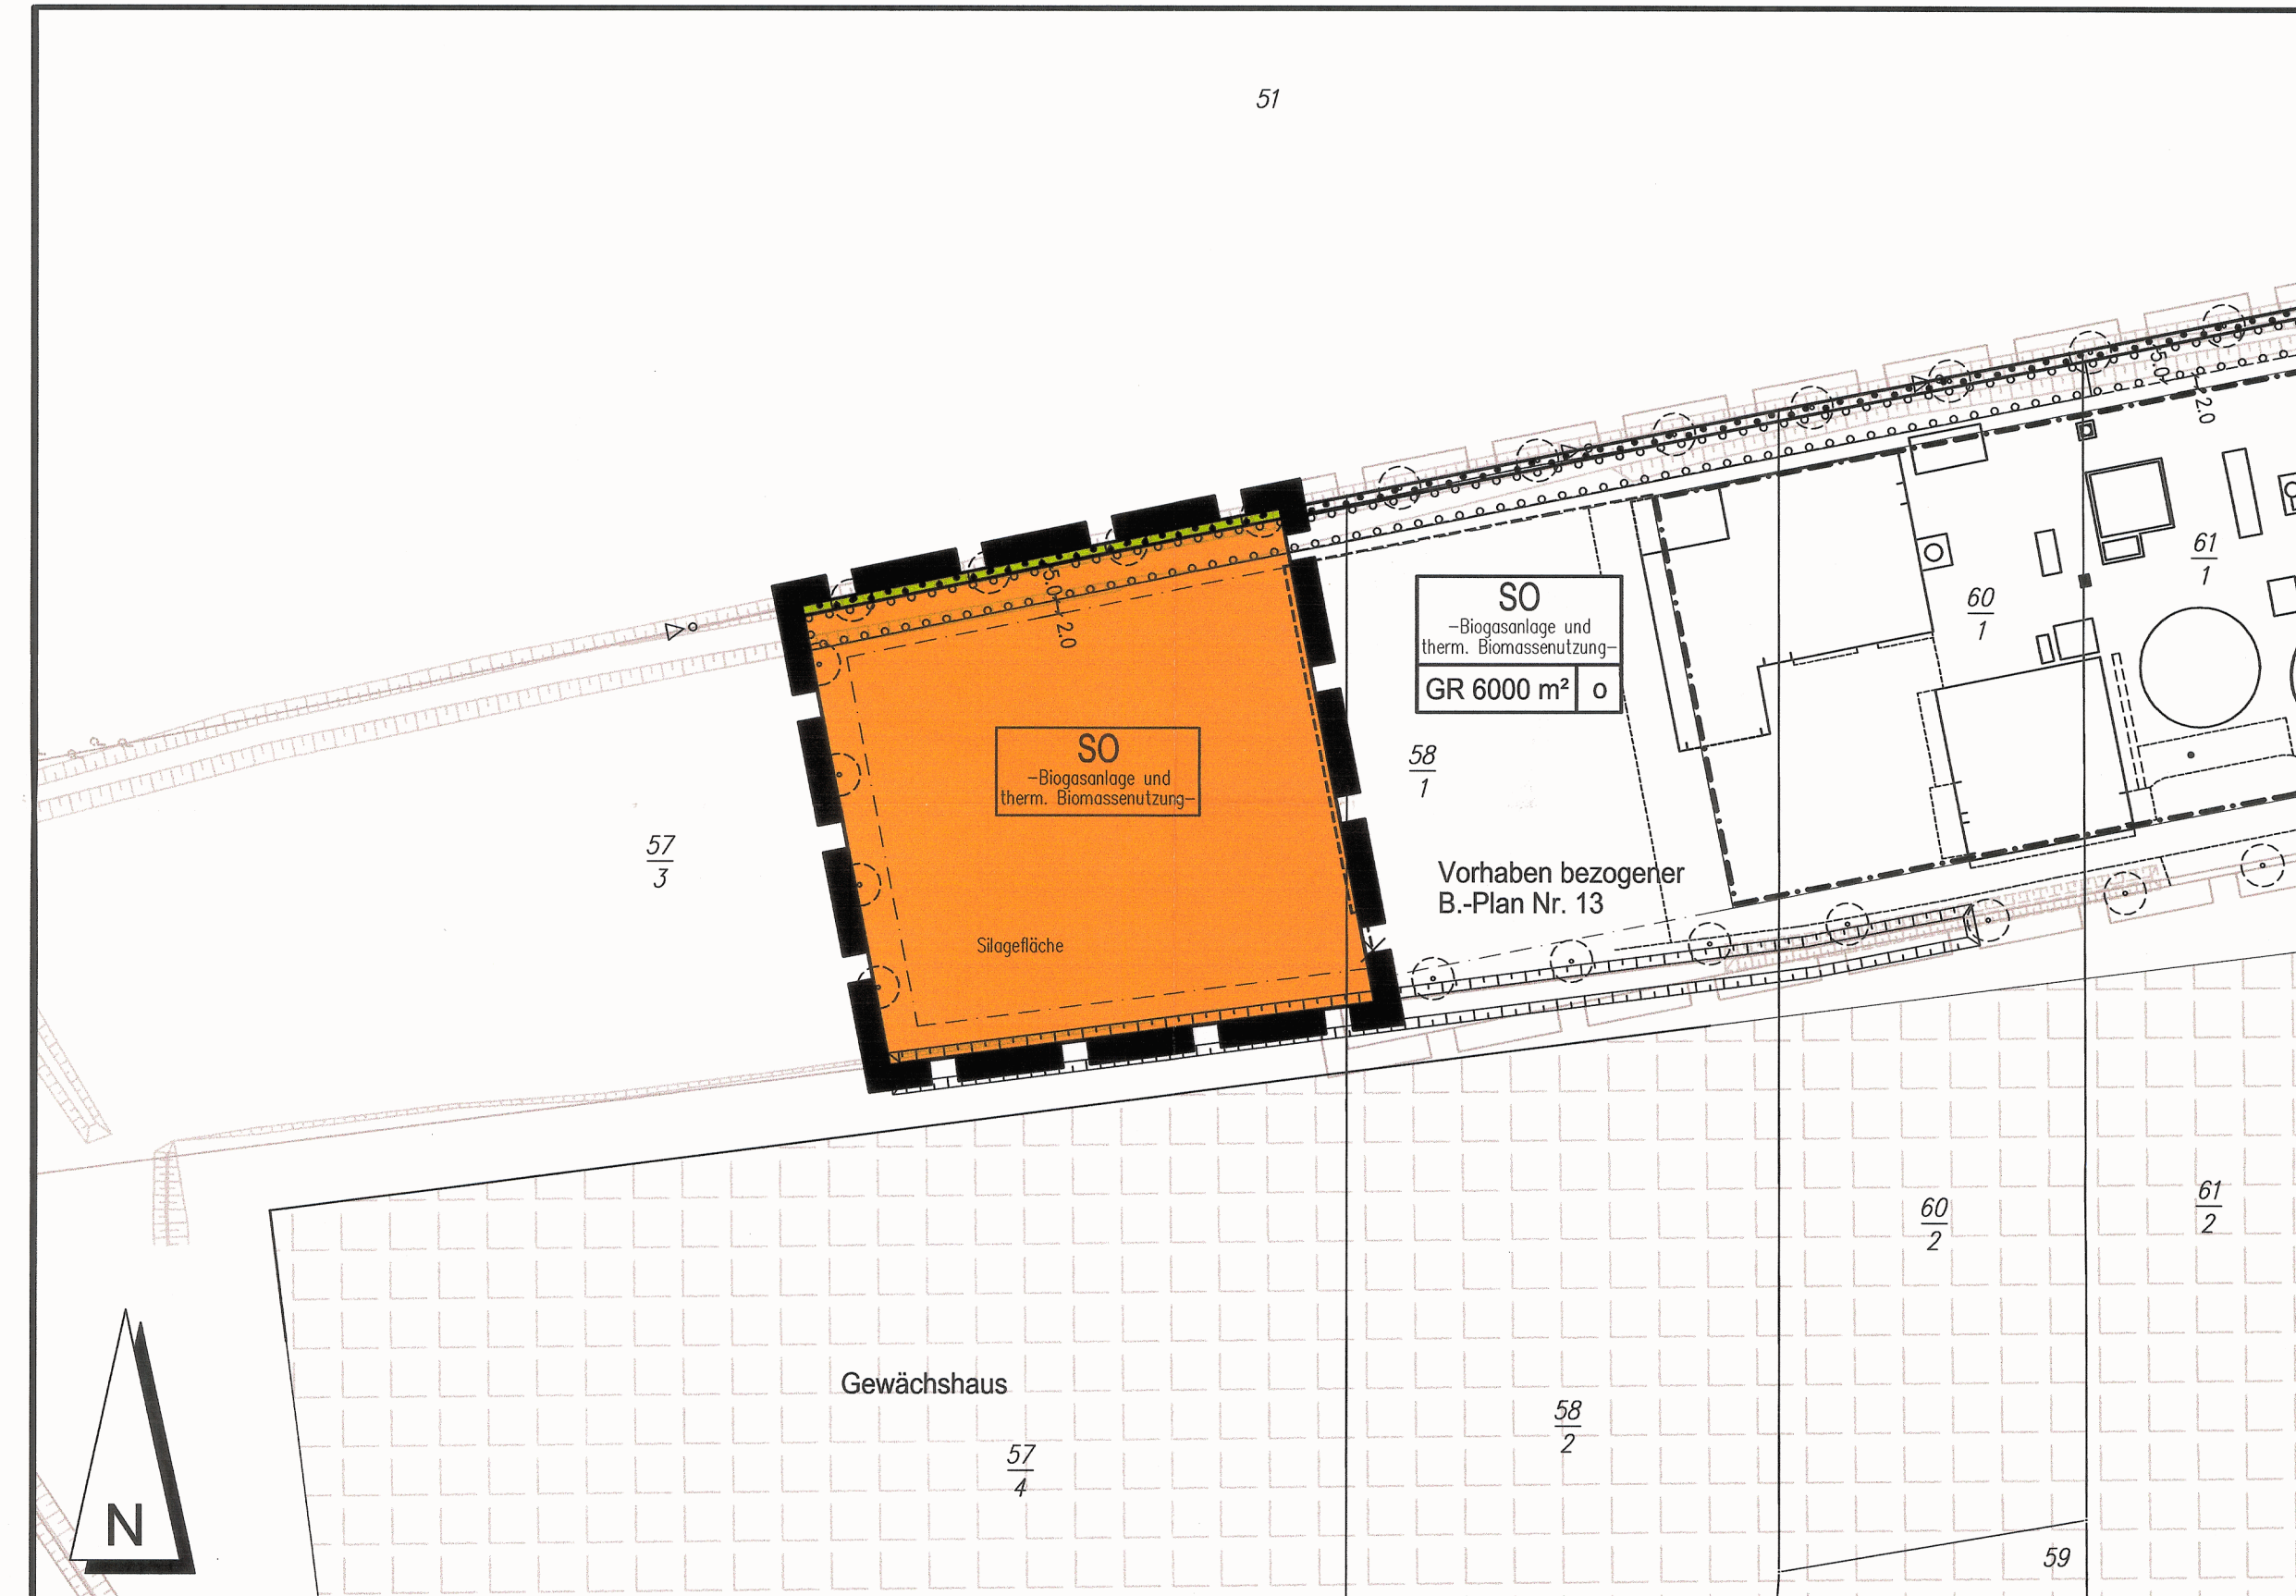 51
5.0
2.0
5.0
2.0
SO
-Biogasanlage und
therm. Biomassenutzung-
GR 6000 m² o
61
1
60
1
SO
-Biogasanlage und
therm. Biomassenutzung-
58
1
57
3
Vorhaben bezogener
B.-Plan Nr. 13
Silagefläche
61
2
60
2
Gewächshaus
58
2
57
4
N
59